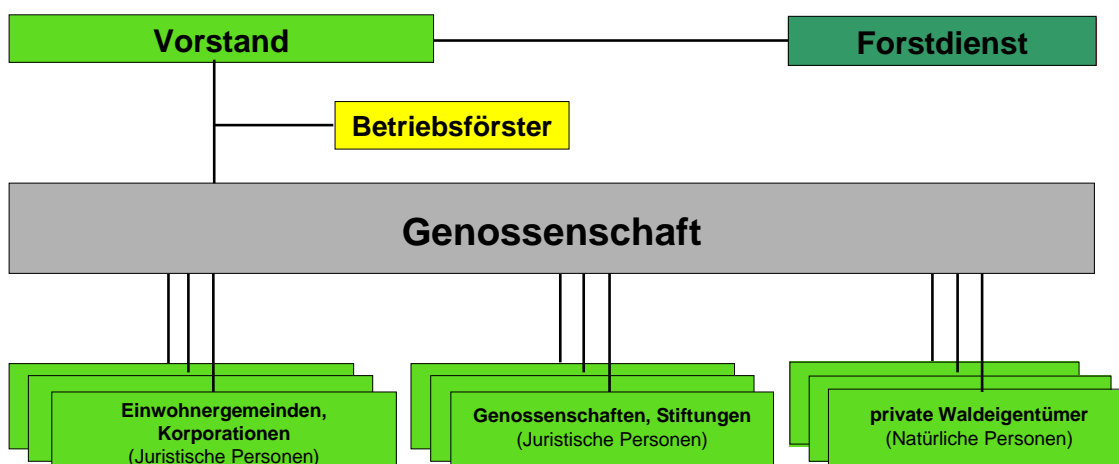 Vorstand
Forstdienst
Betriebsförster
Genossenschaft
Einwohnergemeinden,
Korporationen
(Juristische Personen)
Genossenschaften, Stiftungen
(Juristische Personen)
private Waldeigentümer
(Natürliche Personen)